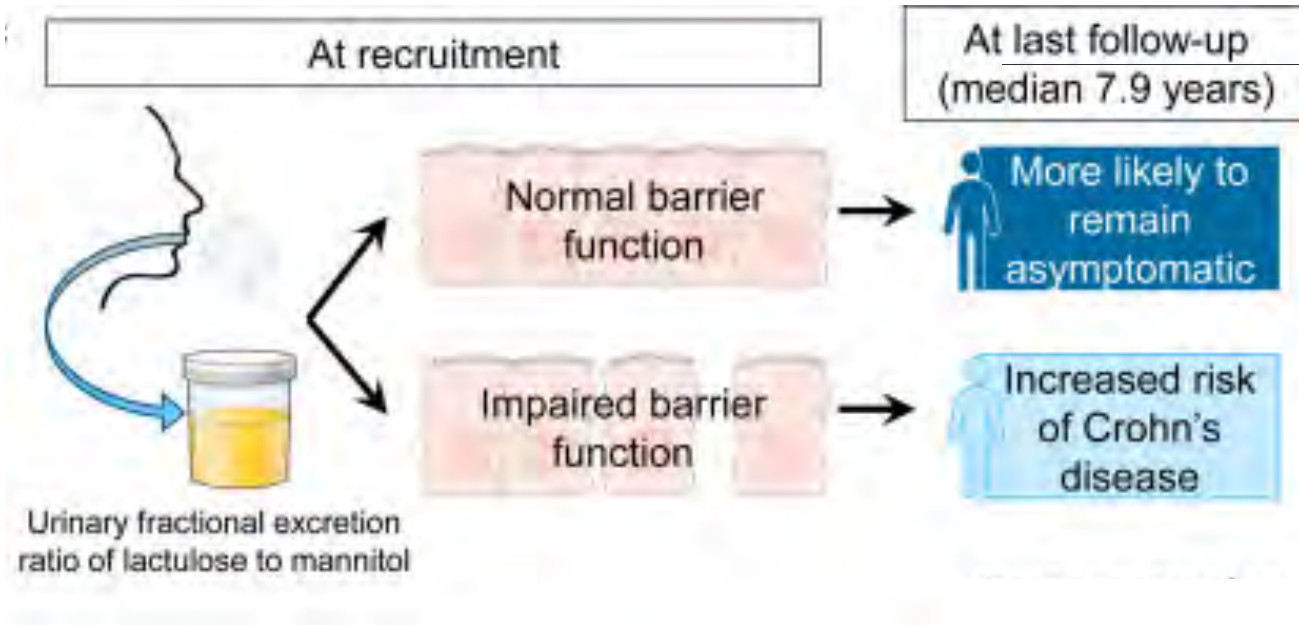 At recruitment
At last follow-up
(median 7.9 years)
Normal barrier
function
More likely to
remain
asymptomatic
Impaired barrier
function
Increased risk
of Crohn's
disease
Urinary fractional excretion
ratio of lactulose to mannitol